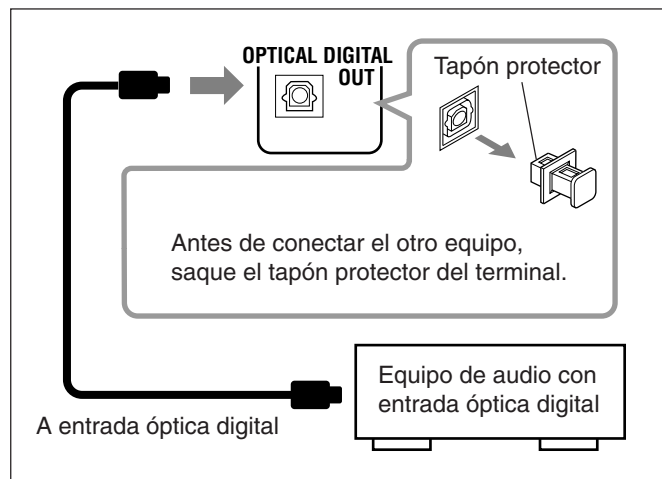 OPTICAL DIGITAL
OUT
Tapón protector
Antes de conectar el otro equipo,
saque el tapón protector del terminal.
Equipo de audio con
entrada óptica digital
A entrada óptica digital